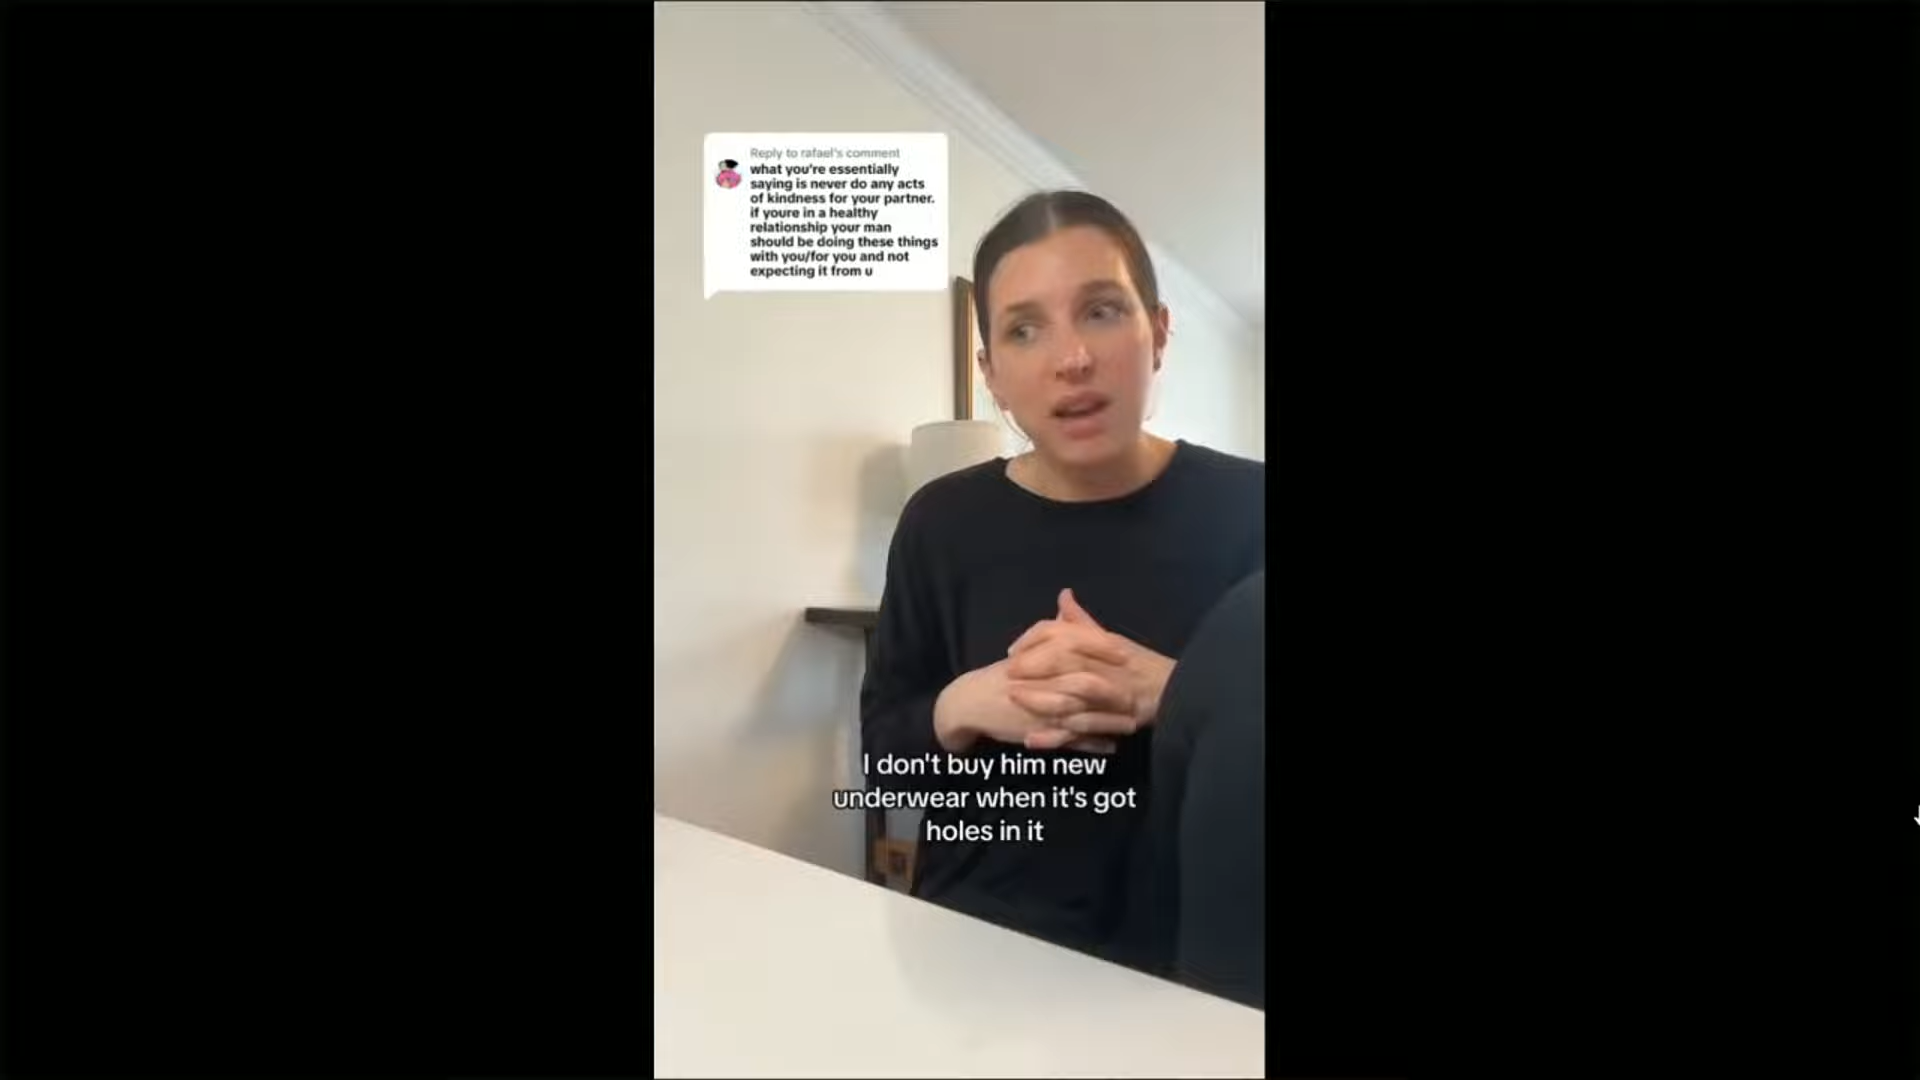 Reply to rafael's comment
what you're essentially
saying is never do any acts
of kindness for your partner.
if youre in a healthy
relationship your man
should be doing these things
with you/for you and not
expecting it from u
I don't buy him new
underwear when it's got
holes in it